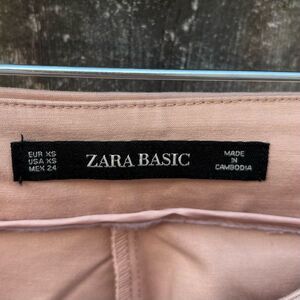 EUR XS
USA XS
MEX 24
ZARA BASIC
MADE
IN
CAMBODIA